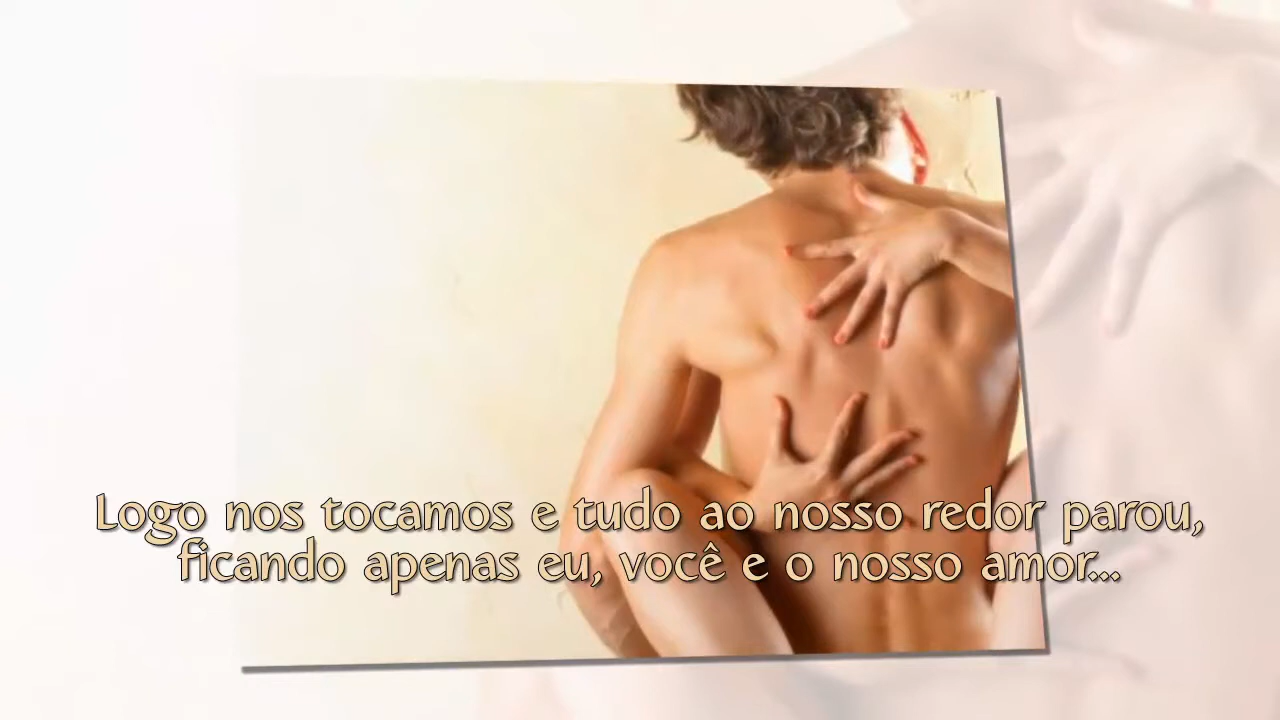 Logo nos tocamos e tudo ao nosso redor parou,
ficando apenas eu, você e o nosso amor...